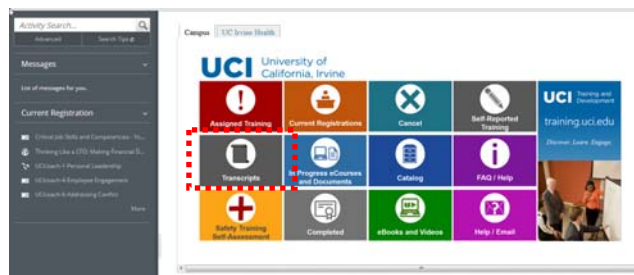 Activity Search...
Advanced Search Tips
Messages
List of messages for you.
Current Registration
Critical Job Skills and Competencies - Yo...
Thinking Like a CFO: Making Financial D...
UCIcoach-1-Personal Leadership
UCIcoach-4-Employee Engagement
UCIcoach-6-Addressing Conflict
More
Campus UC Irvine Health
UCI University of
California, Irvine
Assigned Training
Current Registrations
Cancel
Self-Reported
Training
Transcripts
In Progress eCourses
and Documents
Catalog
FAQ / Help
Safety Training
Self-Assessment
Completed
eBooks and Videos
Help / Email
UCI Training and
Development
training.uci.edu
Discover. Learn. Engage.